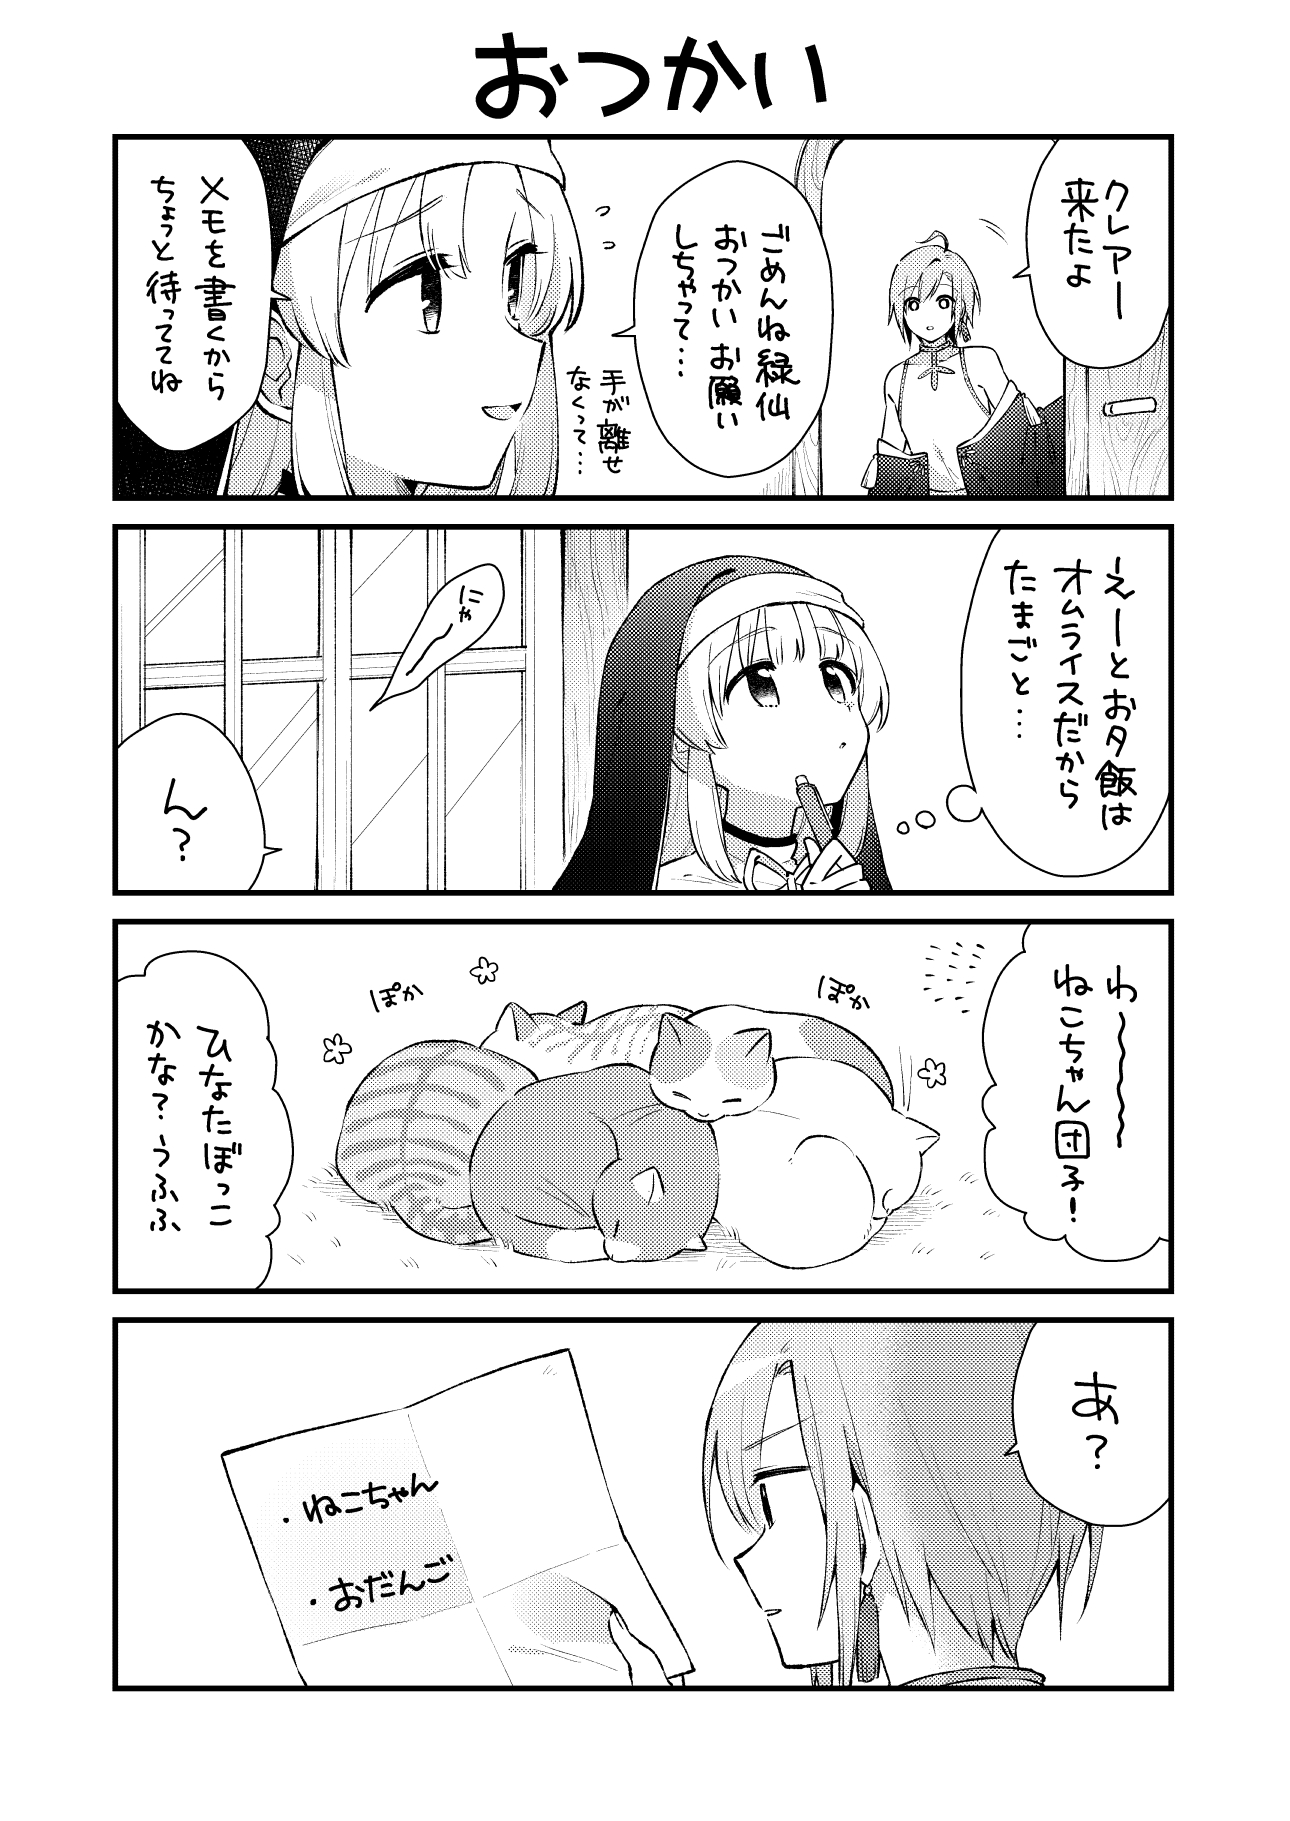 おつかい
クレアー
来たよ
ごめんね緑仙
おつかいお願い
しちゃって…
手が離せ
なくって…
メモを書くから
ちょっと待っててね
えーとお夕飯は
オムライスだから
たまごと…
にゃ
ん?
わ〜〜〜
ねこちゃん団子!
ぽか
ぽか
ひなたぼっこ
かな?うふふ
あ?
・ねこちゃん
・おだんご